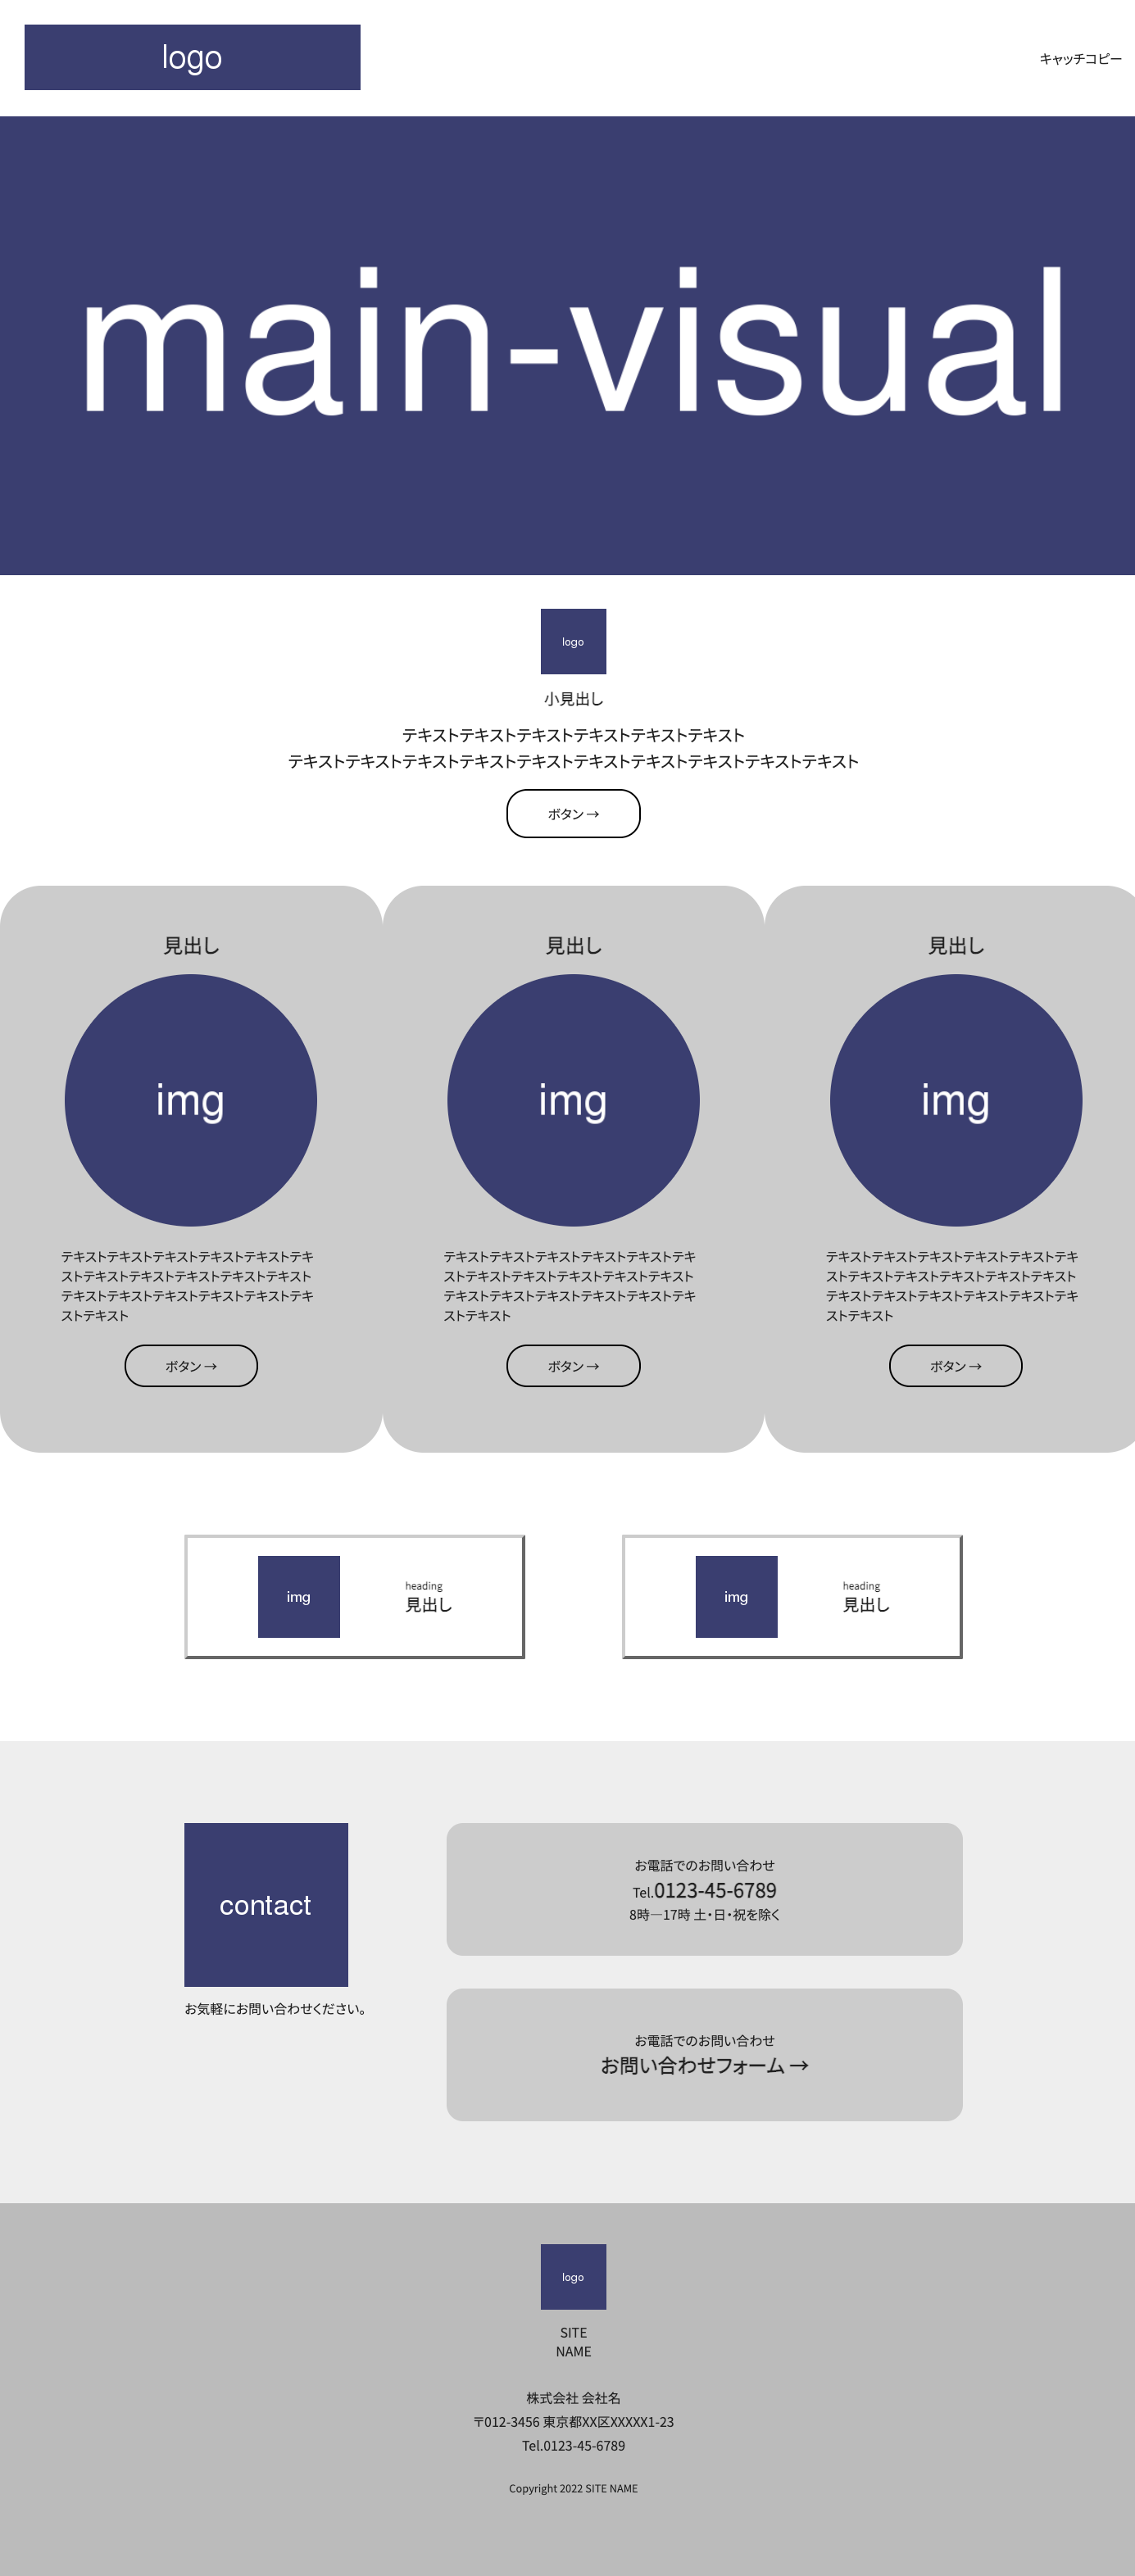 logo
キャッチコピー
main-visual
logo
小見出し
テキストテキストテキストテキストテキストテキスト
テキストテキストテキストテキストテキストテキストテキストテキストテキストテキスト
ボタン →
見出し
img
テキストテキストテキストテキストテキストテキ
ストテキストテキストテキストテキストテキスト
テキストテキストテキストテキストテキストテキ
ストテキスト
ボタン →
見出し
img
テキストテキストテキストテキストテキストテキ
ストテキストテキストテキストテキストテキスト
テキストテキストテキストテキストテキストテキ
ストテキスト
ボタン →
見出し
img
テキストテキストテキストテキストテキストテキ
ストテキストテキストテキストテキストテキスト
テキストテキストテキストテキストテキストテキ
ストテキスト
ボタン →
img
heading
見出し
img
heading
見出し
contact
お気軽にお問い合わせください。
お電話でのお問い合わせ
Tel.0123-45-6789
8時―17時 土・日・祝を除く
お電話でのお問い合わせ
お問い合わせフォーム →
logo
SITE
NAME
株式会社 会社名
〒012-3456 東京都XX区XXXXX1-23
Tel.0123-45-6789
Copyright 2022 SITE NAME